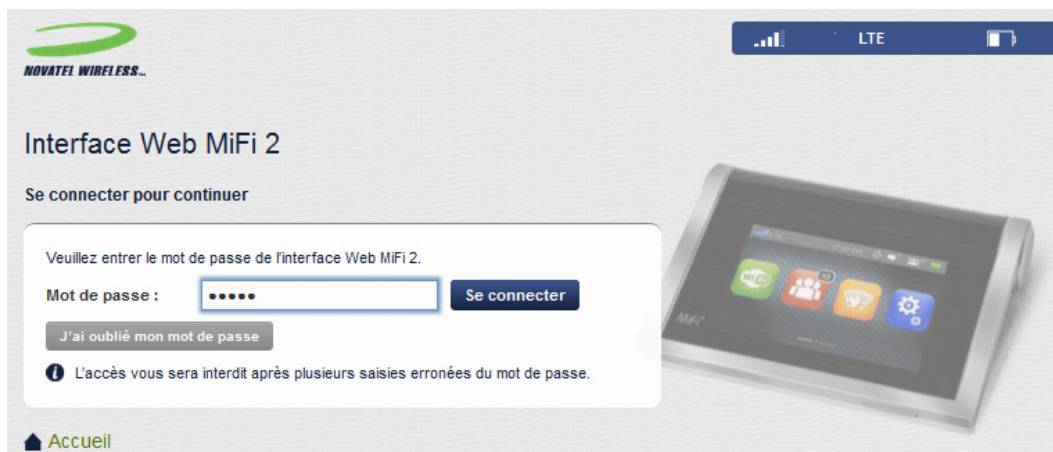 NOVATEL WIRELESS
LTE
Interface Web MiFi 2
Se connecter pour continuer
Veuillez entrer le mot de passe de l'interface Web MiFi 2.
Mot de passe : •••••
Se connecter
J'ai oublié mon mot de passe
L'accès vous sera interdit après plusieurs saisies erronées du mot de passe.
Accueil
MiFi